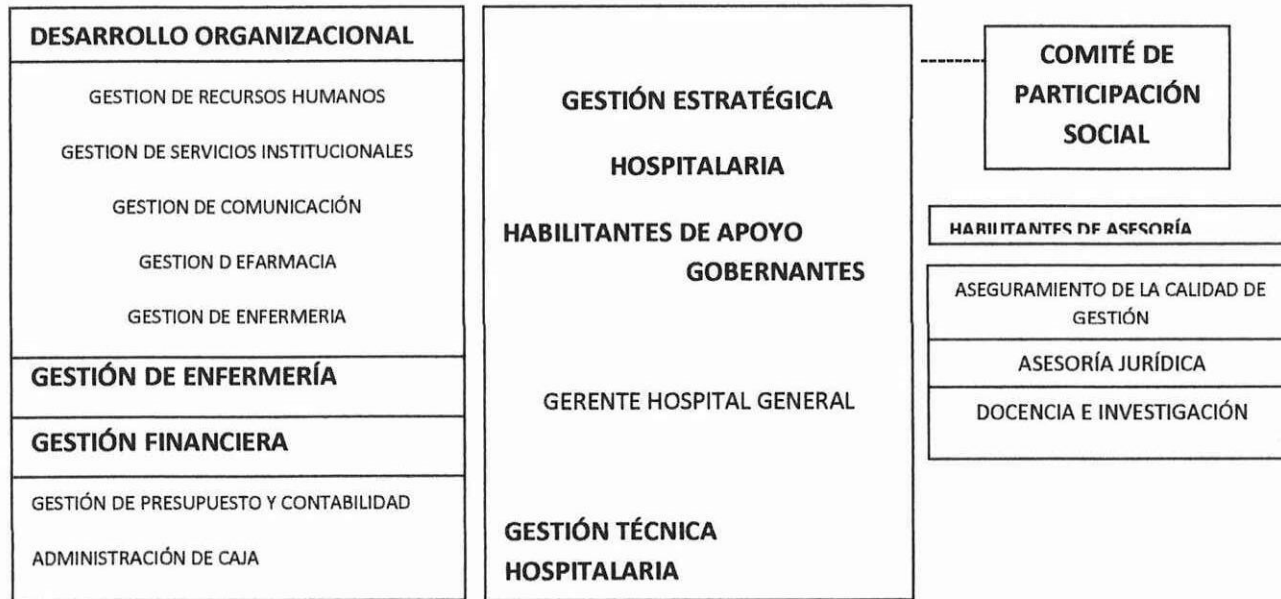 DESARROLLO ORGANIZACIONAL
GESTION DE RECURSOS HUMANOS
GESTION DE SERVICIOS INSTITUCIONALES
GESTION DE COMUNICACIÓN
GESTION D EFARMACIA
GESTION DE ENFERMERIA
GESTIÓN DE ENFERMERÍA
GESTIÓN FINANCIERA
GESTIÓN DE PRESUPUESTO Y CONTABILIDAD
ADMINISTRACIÓN DE CAJA
GESTIÓN ESTRATÉGICA
HOSPITALARIA
HABILITANTES DE APOYO
GOBERNANTES
GERENTE HOSPITAL GENERAL
GESTIÓN TÉCNICA
HOSPITALARIA
COMITÉ DE
PARTICIPACIÓN
SOCIAL
HABILITANTES DE ASESORÍA
ASEGURAMIENTO DE LA CALIDAD DE
GESTIÓN
ASESORÍA JURÍDICA
DOCENCIA E INVESTIGACIÓN